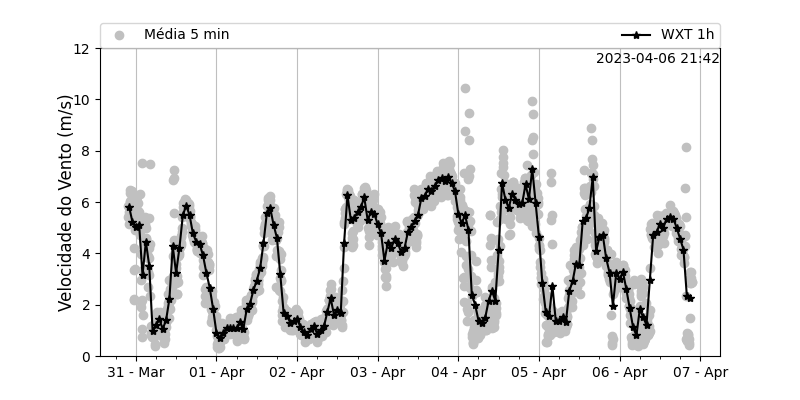 Média 5 min
WXT 1h
2023-04-06 21:42
Velocidade do Vento (m/s)
12
10
8
6
4
2
0
31 - Mar
01 - Apr
02 - Apr
03 - Apr
04 - Apr
05 - Apr
06 - Apr
07 - Apr